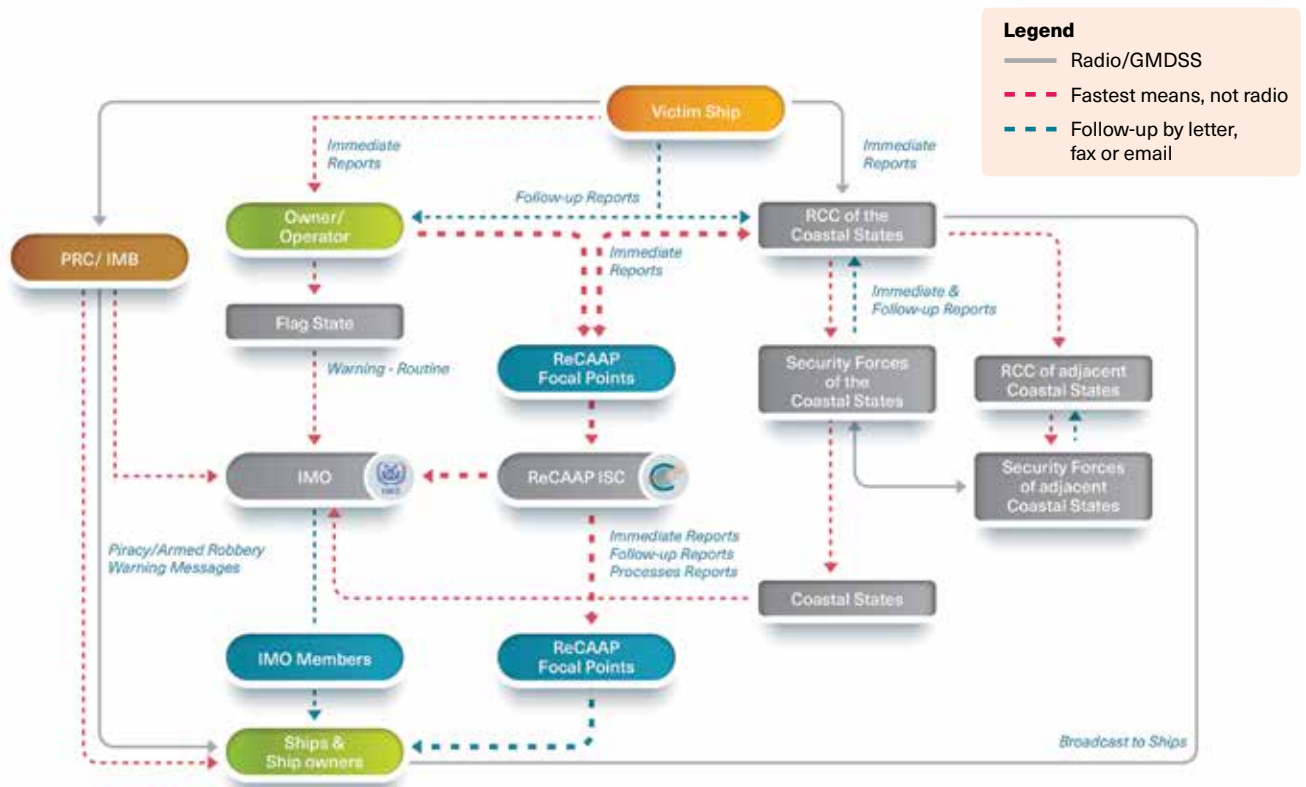 Legend
Radio/GMDSS
Fastest means, not radio
Follow-up by letter,
fax or email
Victim Ship
Immediate
Reports
Immediate
Reports
Follow-up Reports
Owner/
Operator
RCC of the
Coastal States
PRC/ IMB
Immediate
Reports
Immediate &
Follow-up Reports
Flag State
Warning - Routine
ReCAAP
Focal Points
Security Forces
of the
Coastal States
RCC of adjacent
Coastal States
IMO
ReCAAP ISC
Security Forces
of adjacent
Coastal States
Piracy/Armed Robbery
Warning Messages
Immediate Reports
Follow-up Reports
Processes Reports
Coastal States
IMO Members
ReCAAP
Focal Points
Ships &
Ship owners
Broadcast to Ships